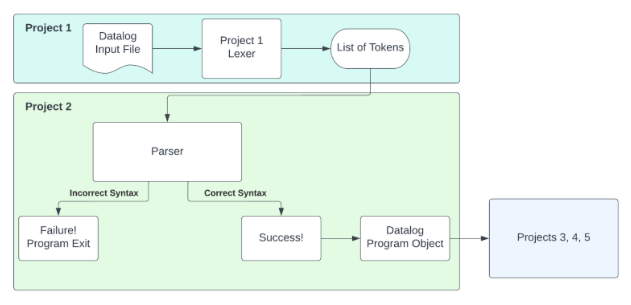 Project 1
Datalog
Input File
Project 1
Lexer
List of Tokens
Project 2
Parser
Incorrect Syntax
Correct Syntax
Failure!
Program Exit
Success!
Datalog
Program Object
Projects 3, 4, 5